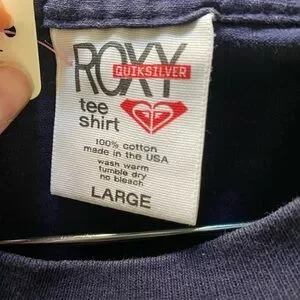 ROXY
QUIKSILVER
tee
shirt
100% cotton
made in the USA
wash warm
tumble dry
no bleach
LARGE